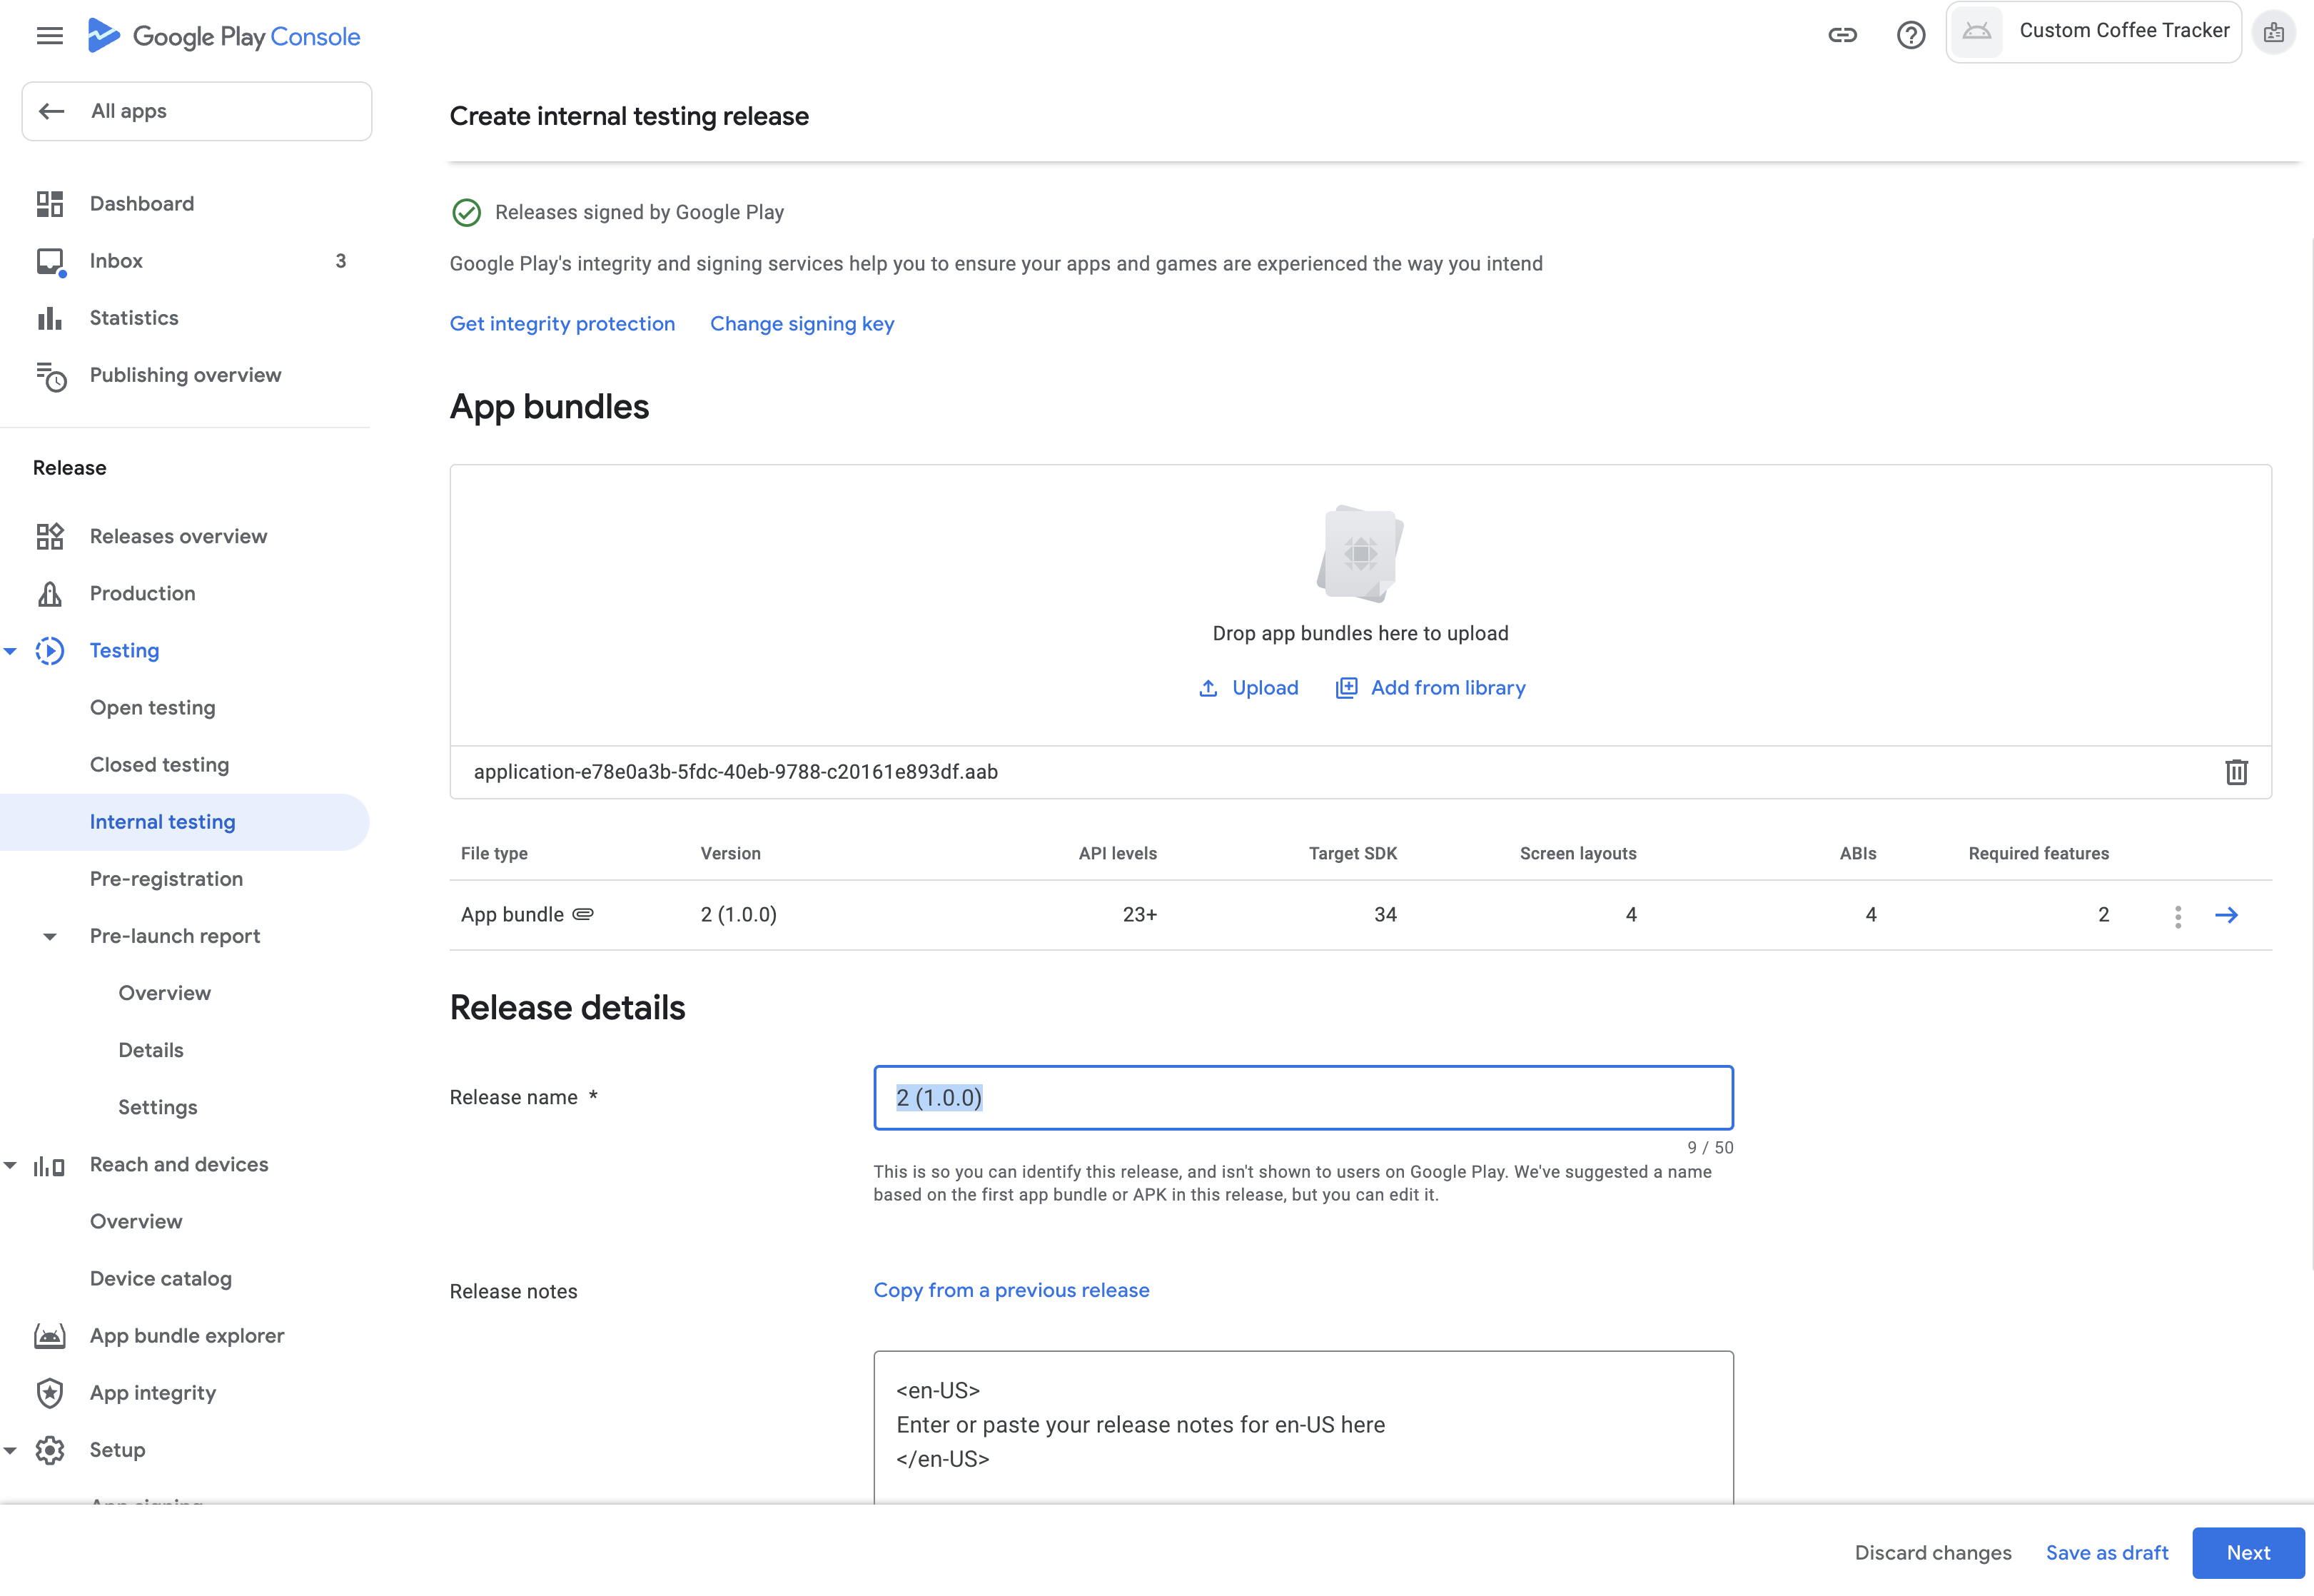 Google Play Console
Custom Coffee Tracker
All apps
Dashboard
Inbox 3
Statistics
Publishing overview
Release
Releases overview
Production
Testing
Open testing
Closed testing
Internal testing
Pre-registration
Pre-launch report
Overview
Details
Settings
Reach and devices
Overview
Device catalog
App bundle explorer
App integrity
Setup
Create internal testing release
Releases signed by Google Play
Google Play's integrity and signing services help you to ensure your apps and games are experienced the way you intend
Get integrity protection Change signing key
App bundles
Drop app bundles here to upload
Upload Add from library
application-e78e0a3b-5fdc-40eb-9788-c20161e893df.aab
File type Version API levels Target SDK Screen layouts ABIs Required features
App bundle 2 (1.0.0) 23+ 34 4 4 2
Release details
Release name *
2 (1.0.0)
9 / 50
This is so you can identify this release, and isn't shown to users on Google Play. We've suggested a name
based on the first app bundle or APK in this release, but you can edit it.
Release notes
Copy from a previous release
<en-US>
Enter or paste your release notes for en-US here
</en-US>
Discard changes Save as draft Next